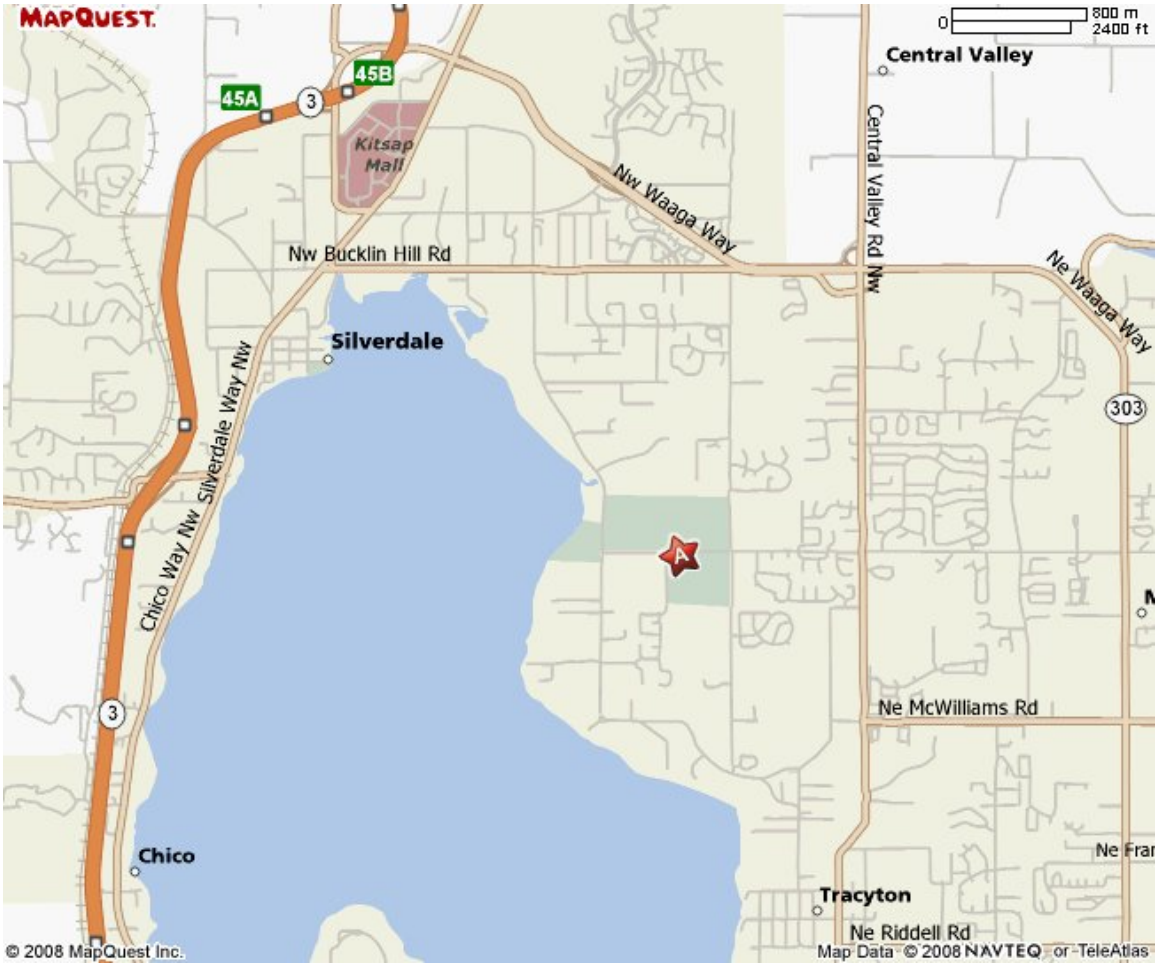 MAPQUEST.
0 800 m
2400 ft
Central Valley
45B
45A
3
Kitsap
Mall
Central Valley Rd Nw
Nw Waaga Way
Nw Bucklin Hill Rd
Ne Waaga Way
Silverdale
Silverdale Way Nw
303
A
Chico Way Nw
M
3
Ne McWilliams Rd
Chico
Ne Fran
Tracyton
Ne Riddell Rd
© 2008 MapQuest Inc.
Map Data © 2008 NAVTEQ or TeleAtlas